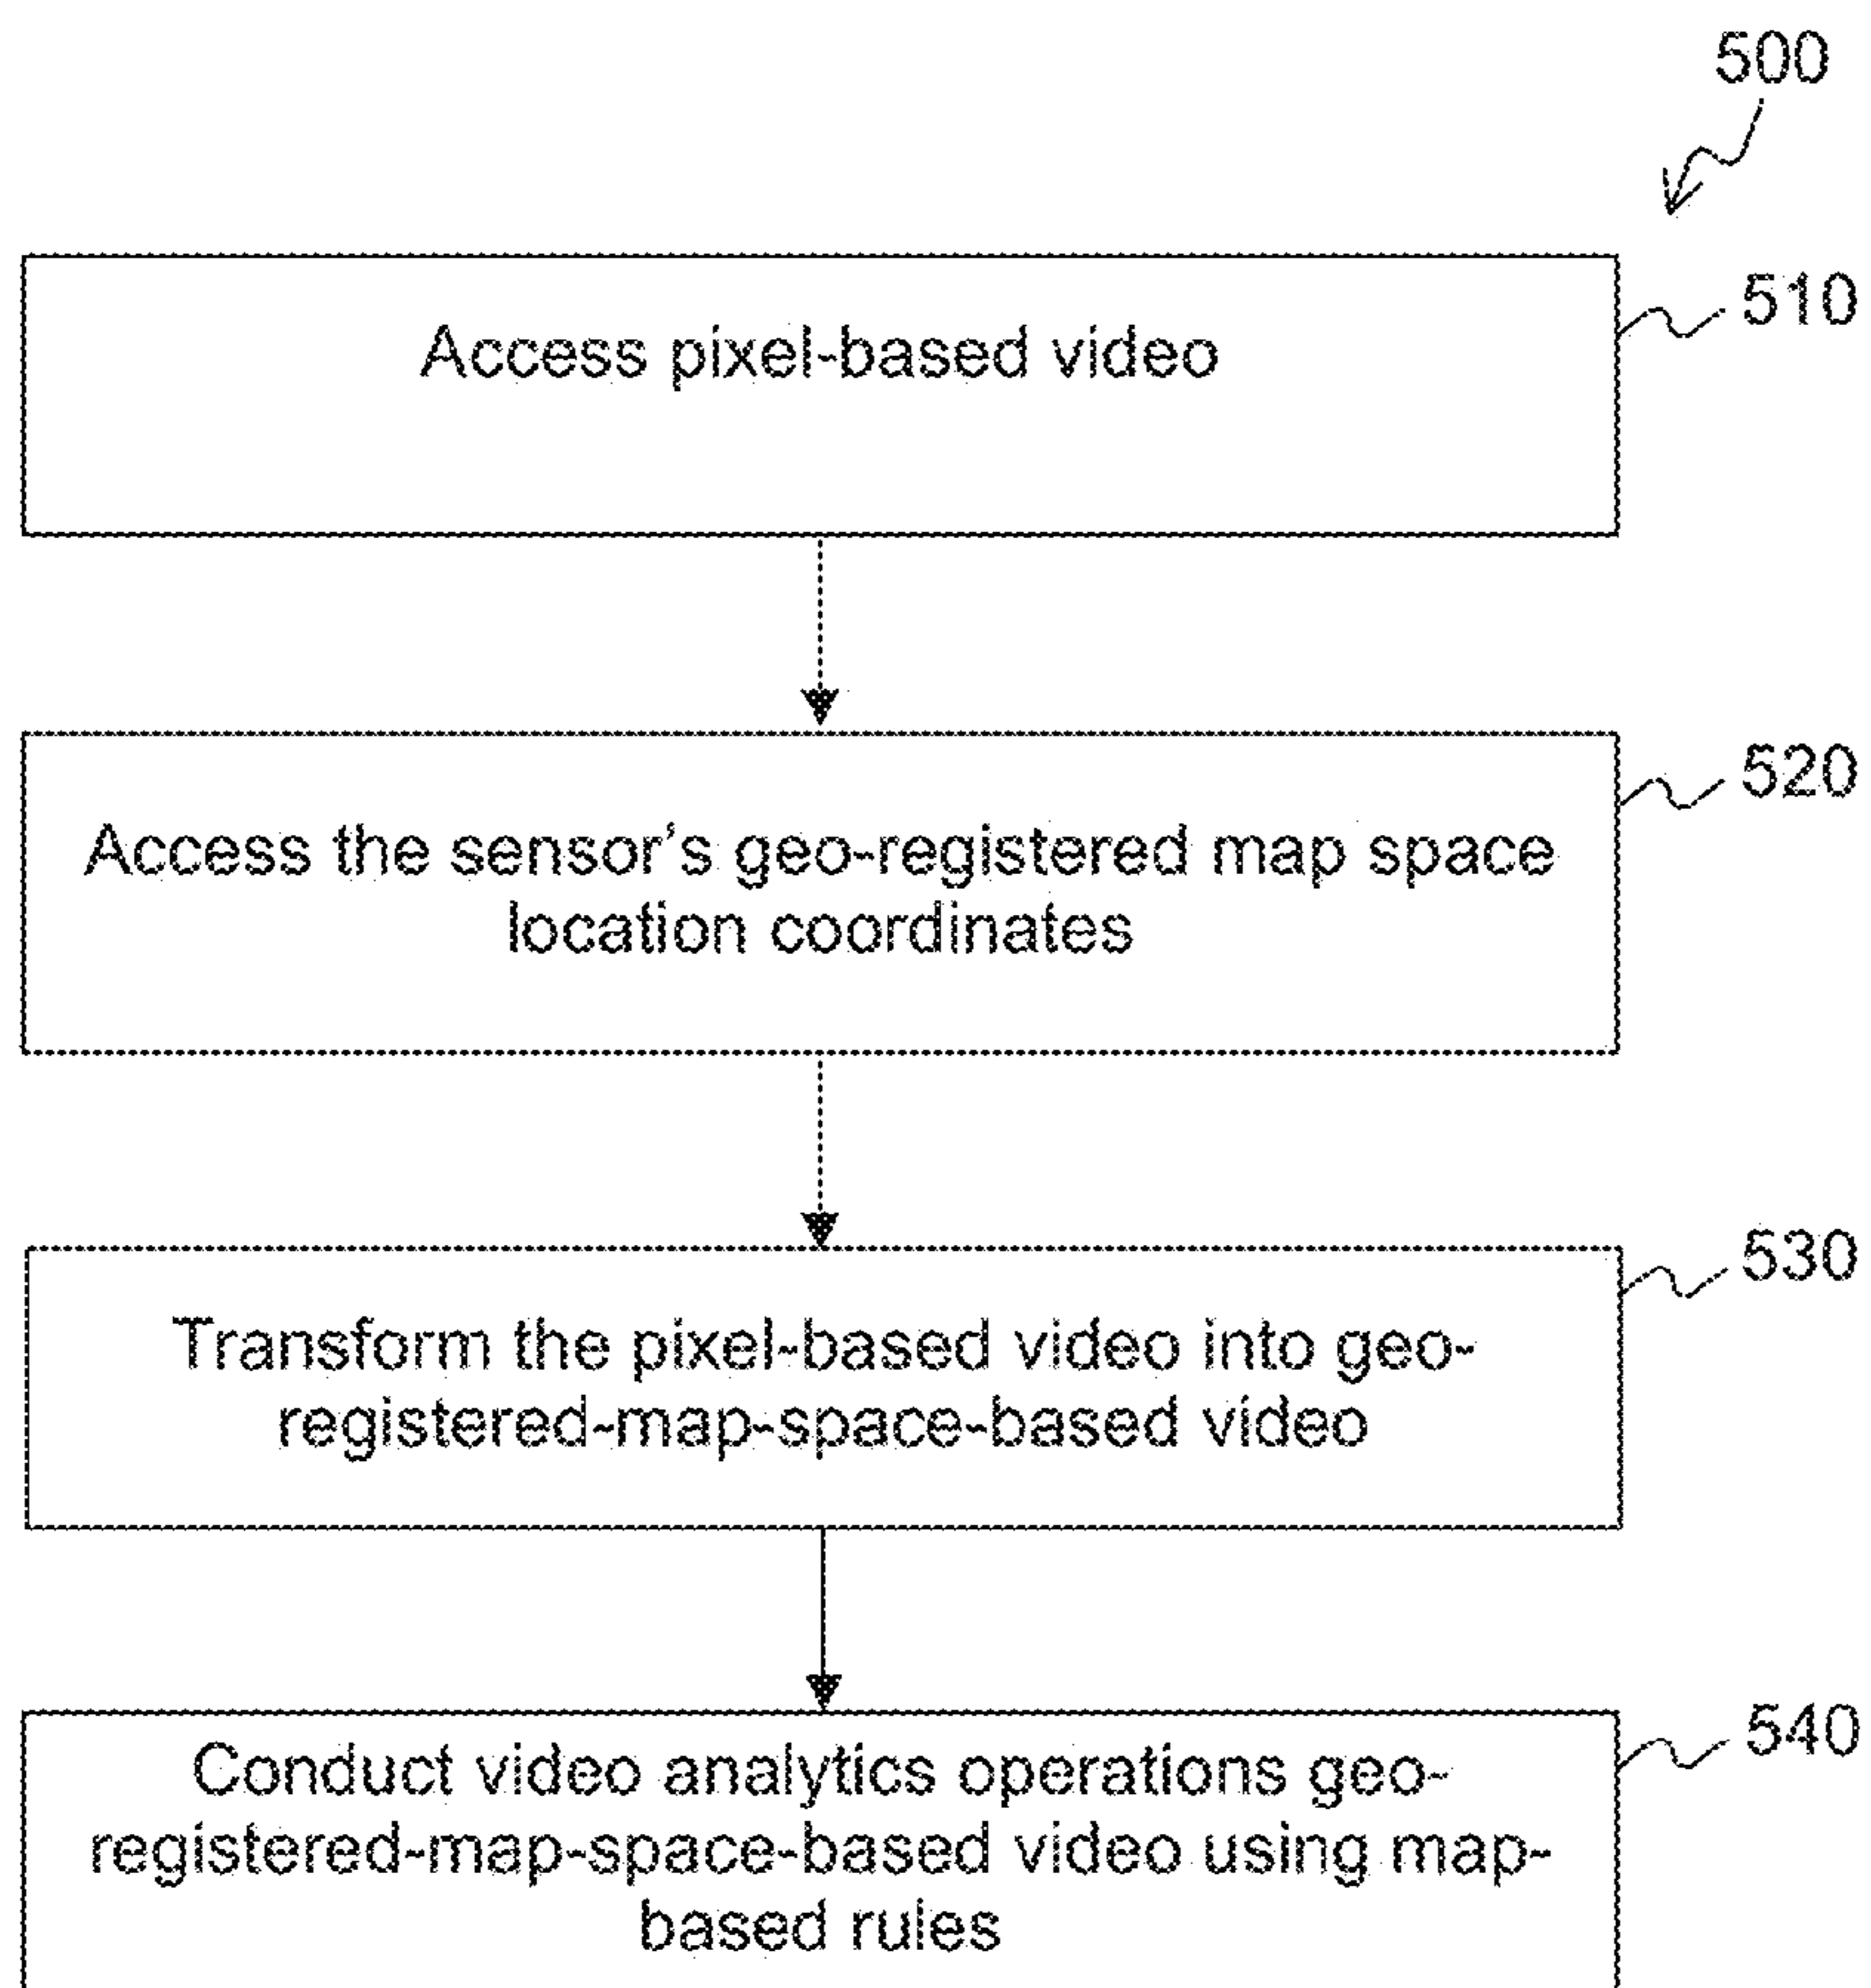 500
Access pixel-based video
510
Access the sensor's geo-registered map space
location coordinates
520
Transform the pixel-based video into geo-
registered-map-space-based video
530
Conduct video analytics operations geo-
registered-map-space-based video using map-
based rules
540